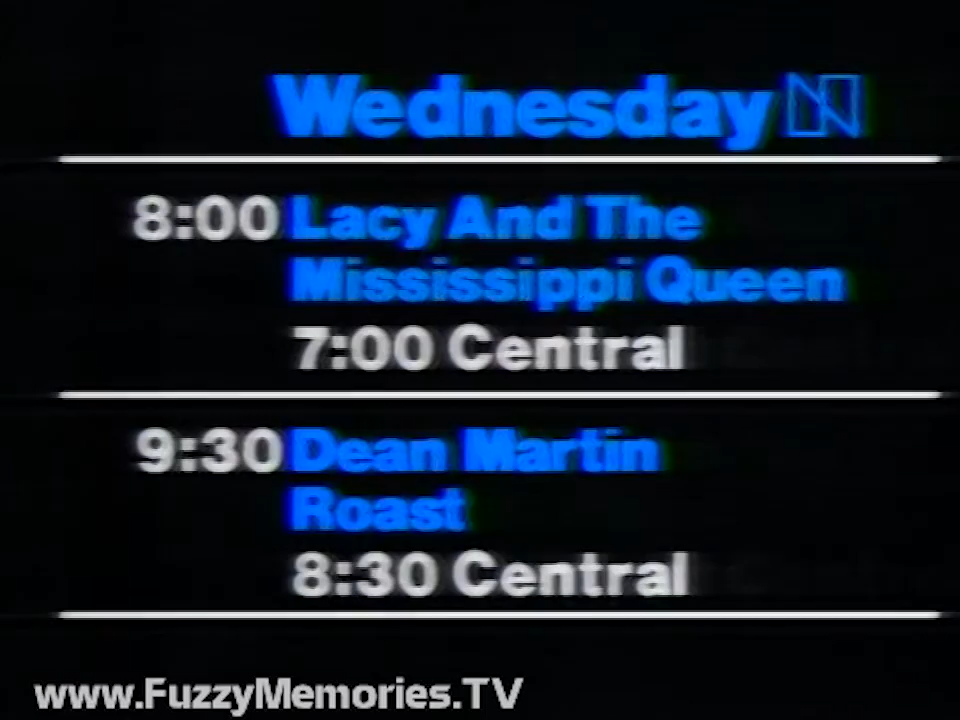 Wednesday N
8:00 Lacy And The
Mississippi Queen
7:00 Central
9:30 Dean Martin
Roast
8:30 Central
www.FuzzyMemories.TV